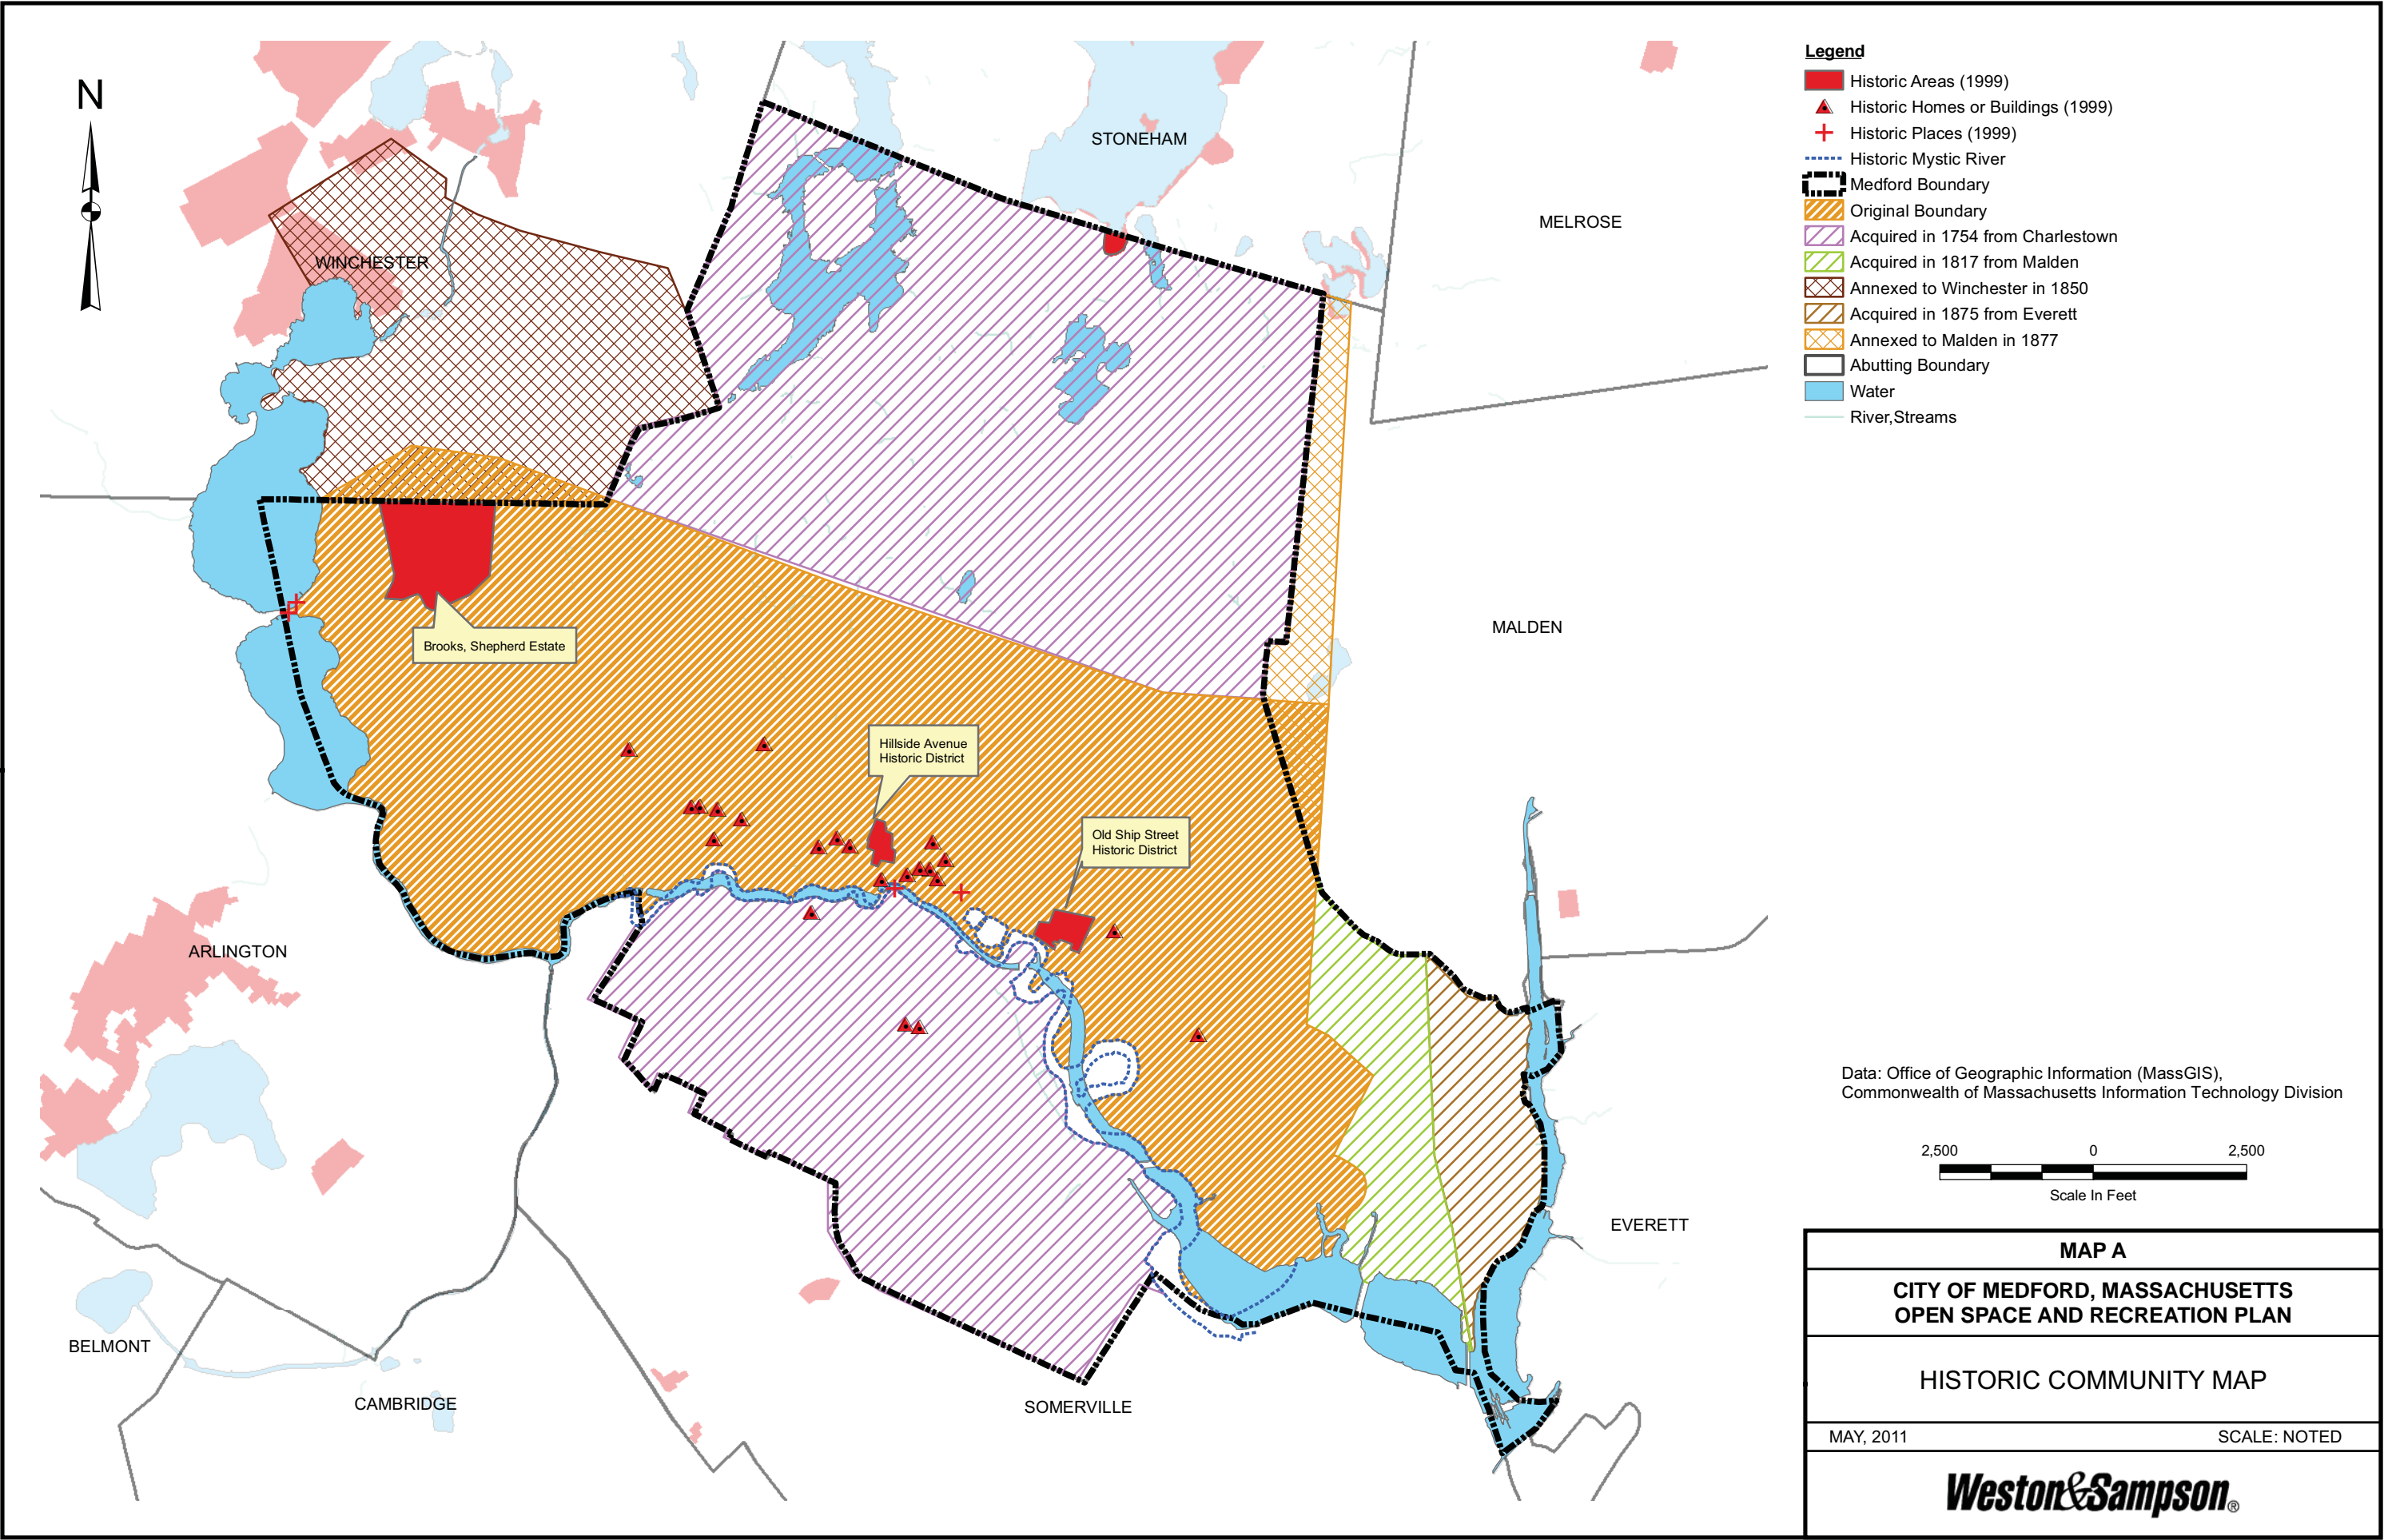 N
STONEHAM
MELROSE
WINCHESTER
MALDEN
Brooks, Shepherd Estate
Hillside Avenue
Historic District
Old Ship Street
Historic District
ARLINGTON
EVERETT
BELMONT
CAMBRIDGE
SOMERVILLE
Legend
Historic Areas (1999)
Historic Homes or Buildings (1999)
Historic Places (1999)
Historic Mystic River
Medford Boundary
Original Boundary
Acquired in 1754 from Charlestown
Acquired in 1817 from Malden
Annexed to Winchester in 1850
Acquired in 1875 from Everett
Annexed to Malden in 1877
Abutting Boundary
Water
River,Streams
Data: Office of Geographic Information (MassGIS),
Commonwealth of Massachusetts Information Technology Division
2,500 0 2,500
Scale In Feet
MAP A
CITY OF MEDFORD, MASSACHUSETTS
OPEN SPACE AND RECREATION PLAN
HISTORIC COMMUNITY MAP
MAY, 2011 SCALE: NOTED
Weston&Sampson®